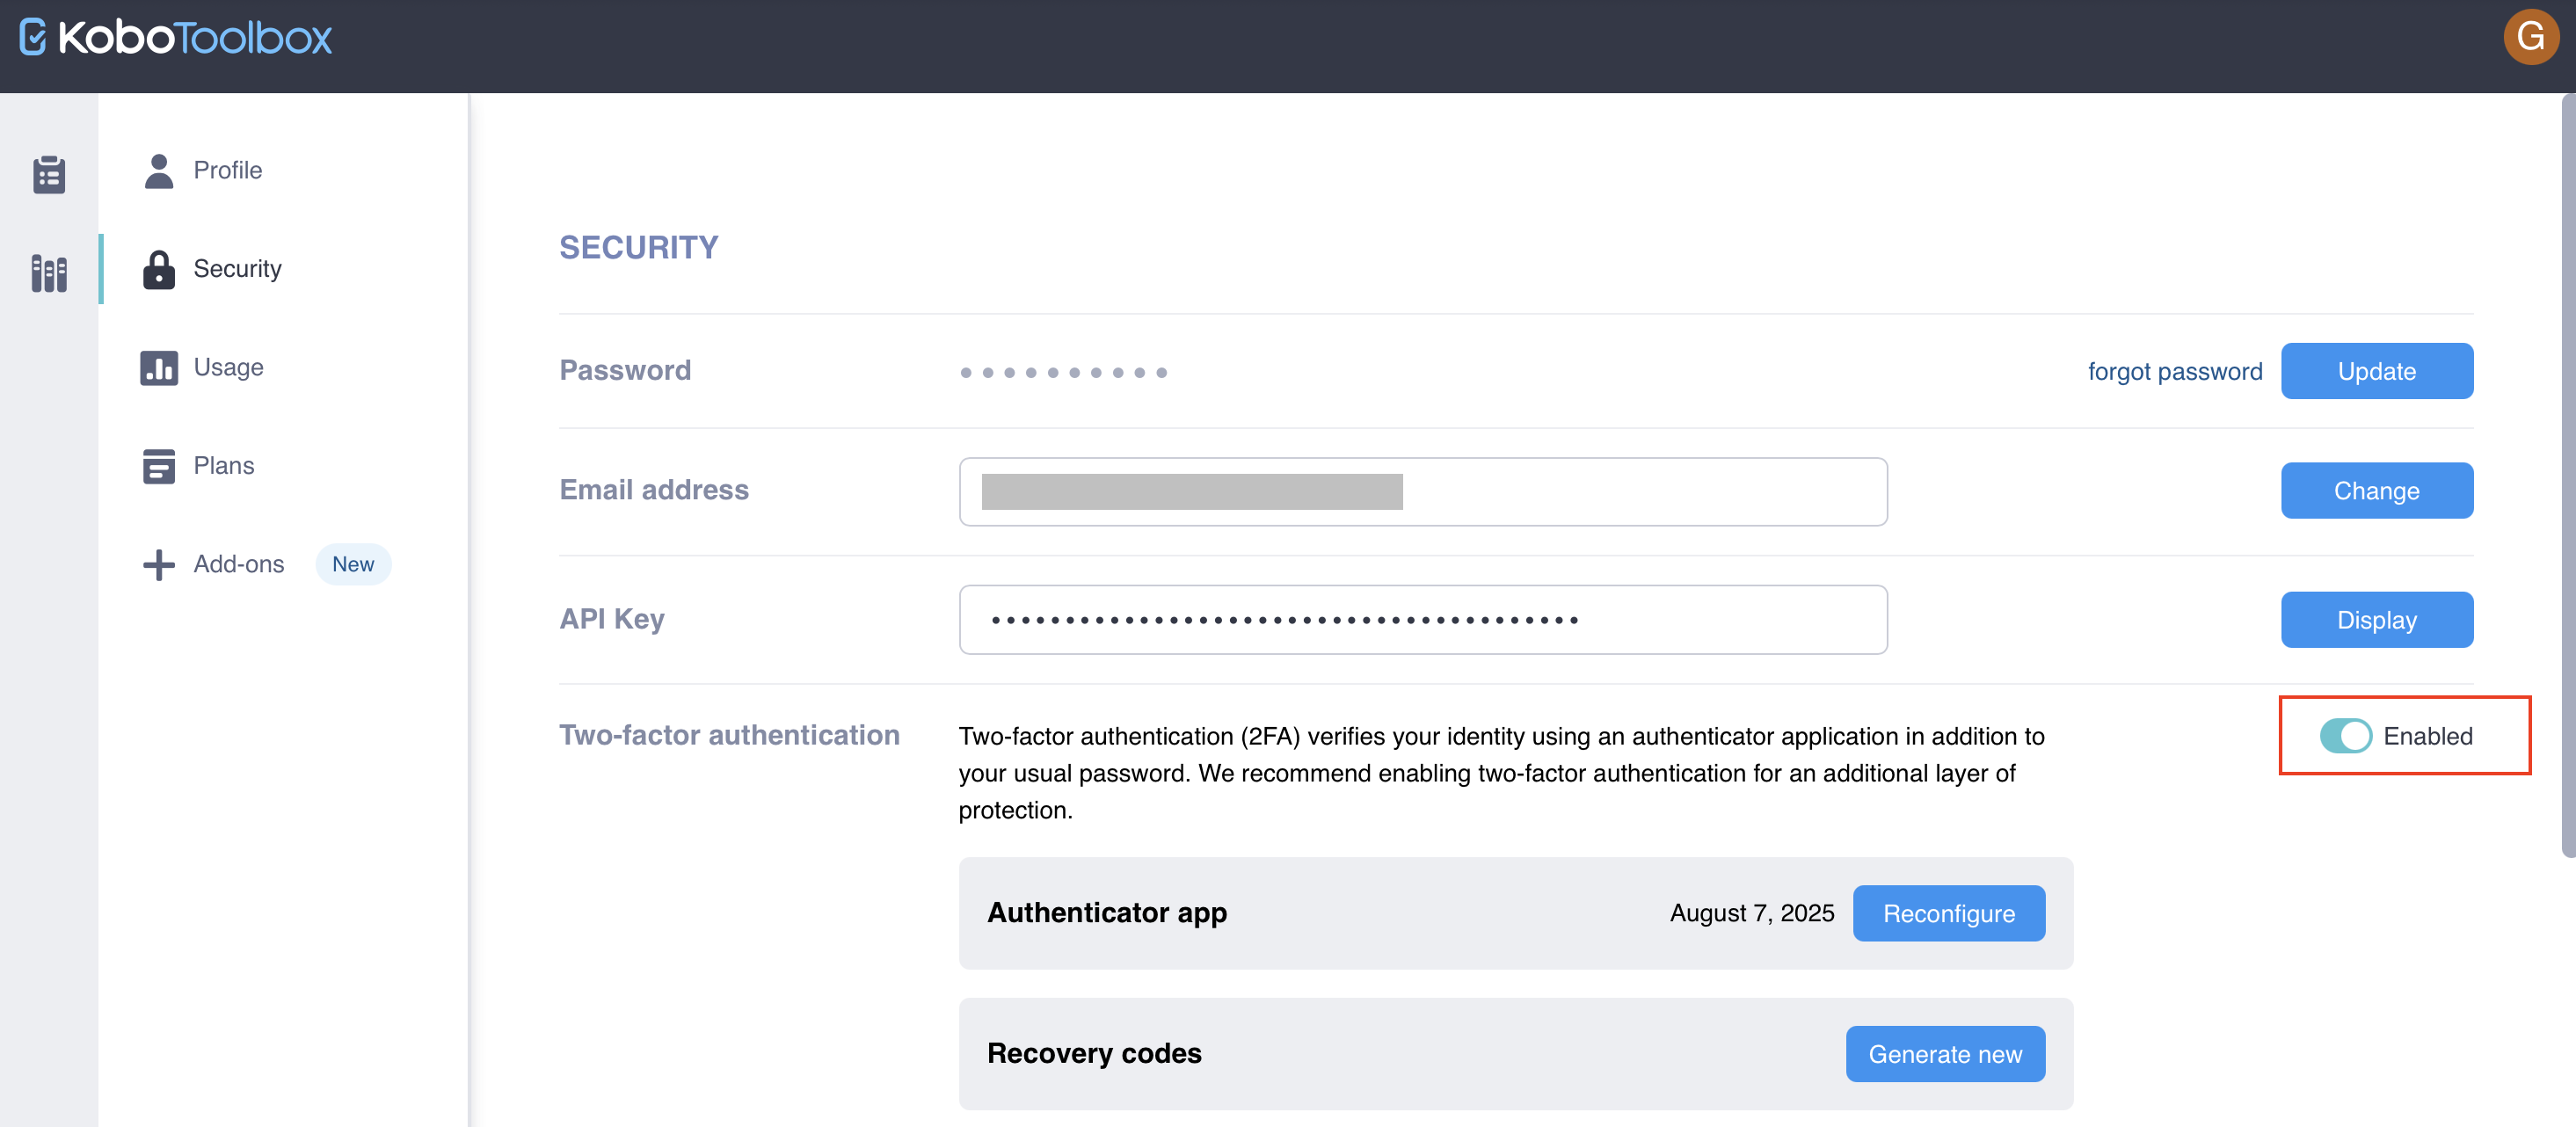 KoboToolbox
G
Profile
Security
Usage
Plans
Add-ons New
SECURITY
Password
forgot password
Update
Email address
Change
API Key
Display
Two-factor authentication
Two-factor authentication (2FA) verifies your identity using an authenticator application in addition to
your usual password. We recommend enabling two-factor authentication for an additional layer of
protection.
Enabled
Authenticator app
August 7, 2025
Reconfigure
Recovery codes
Generate new